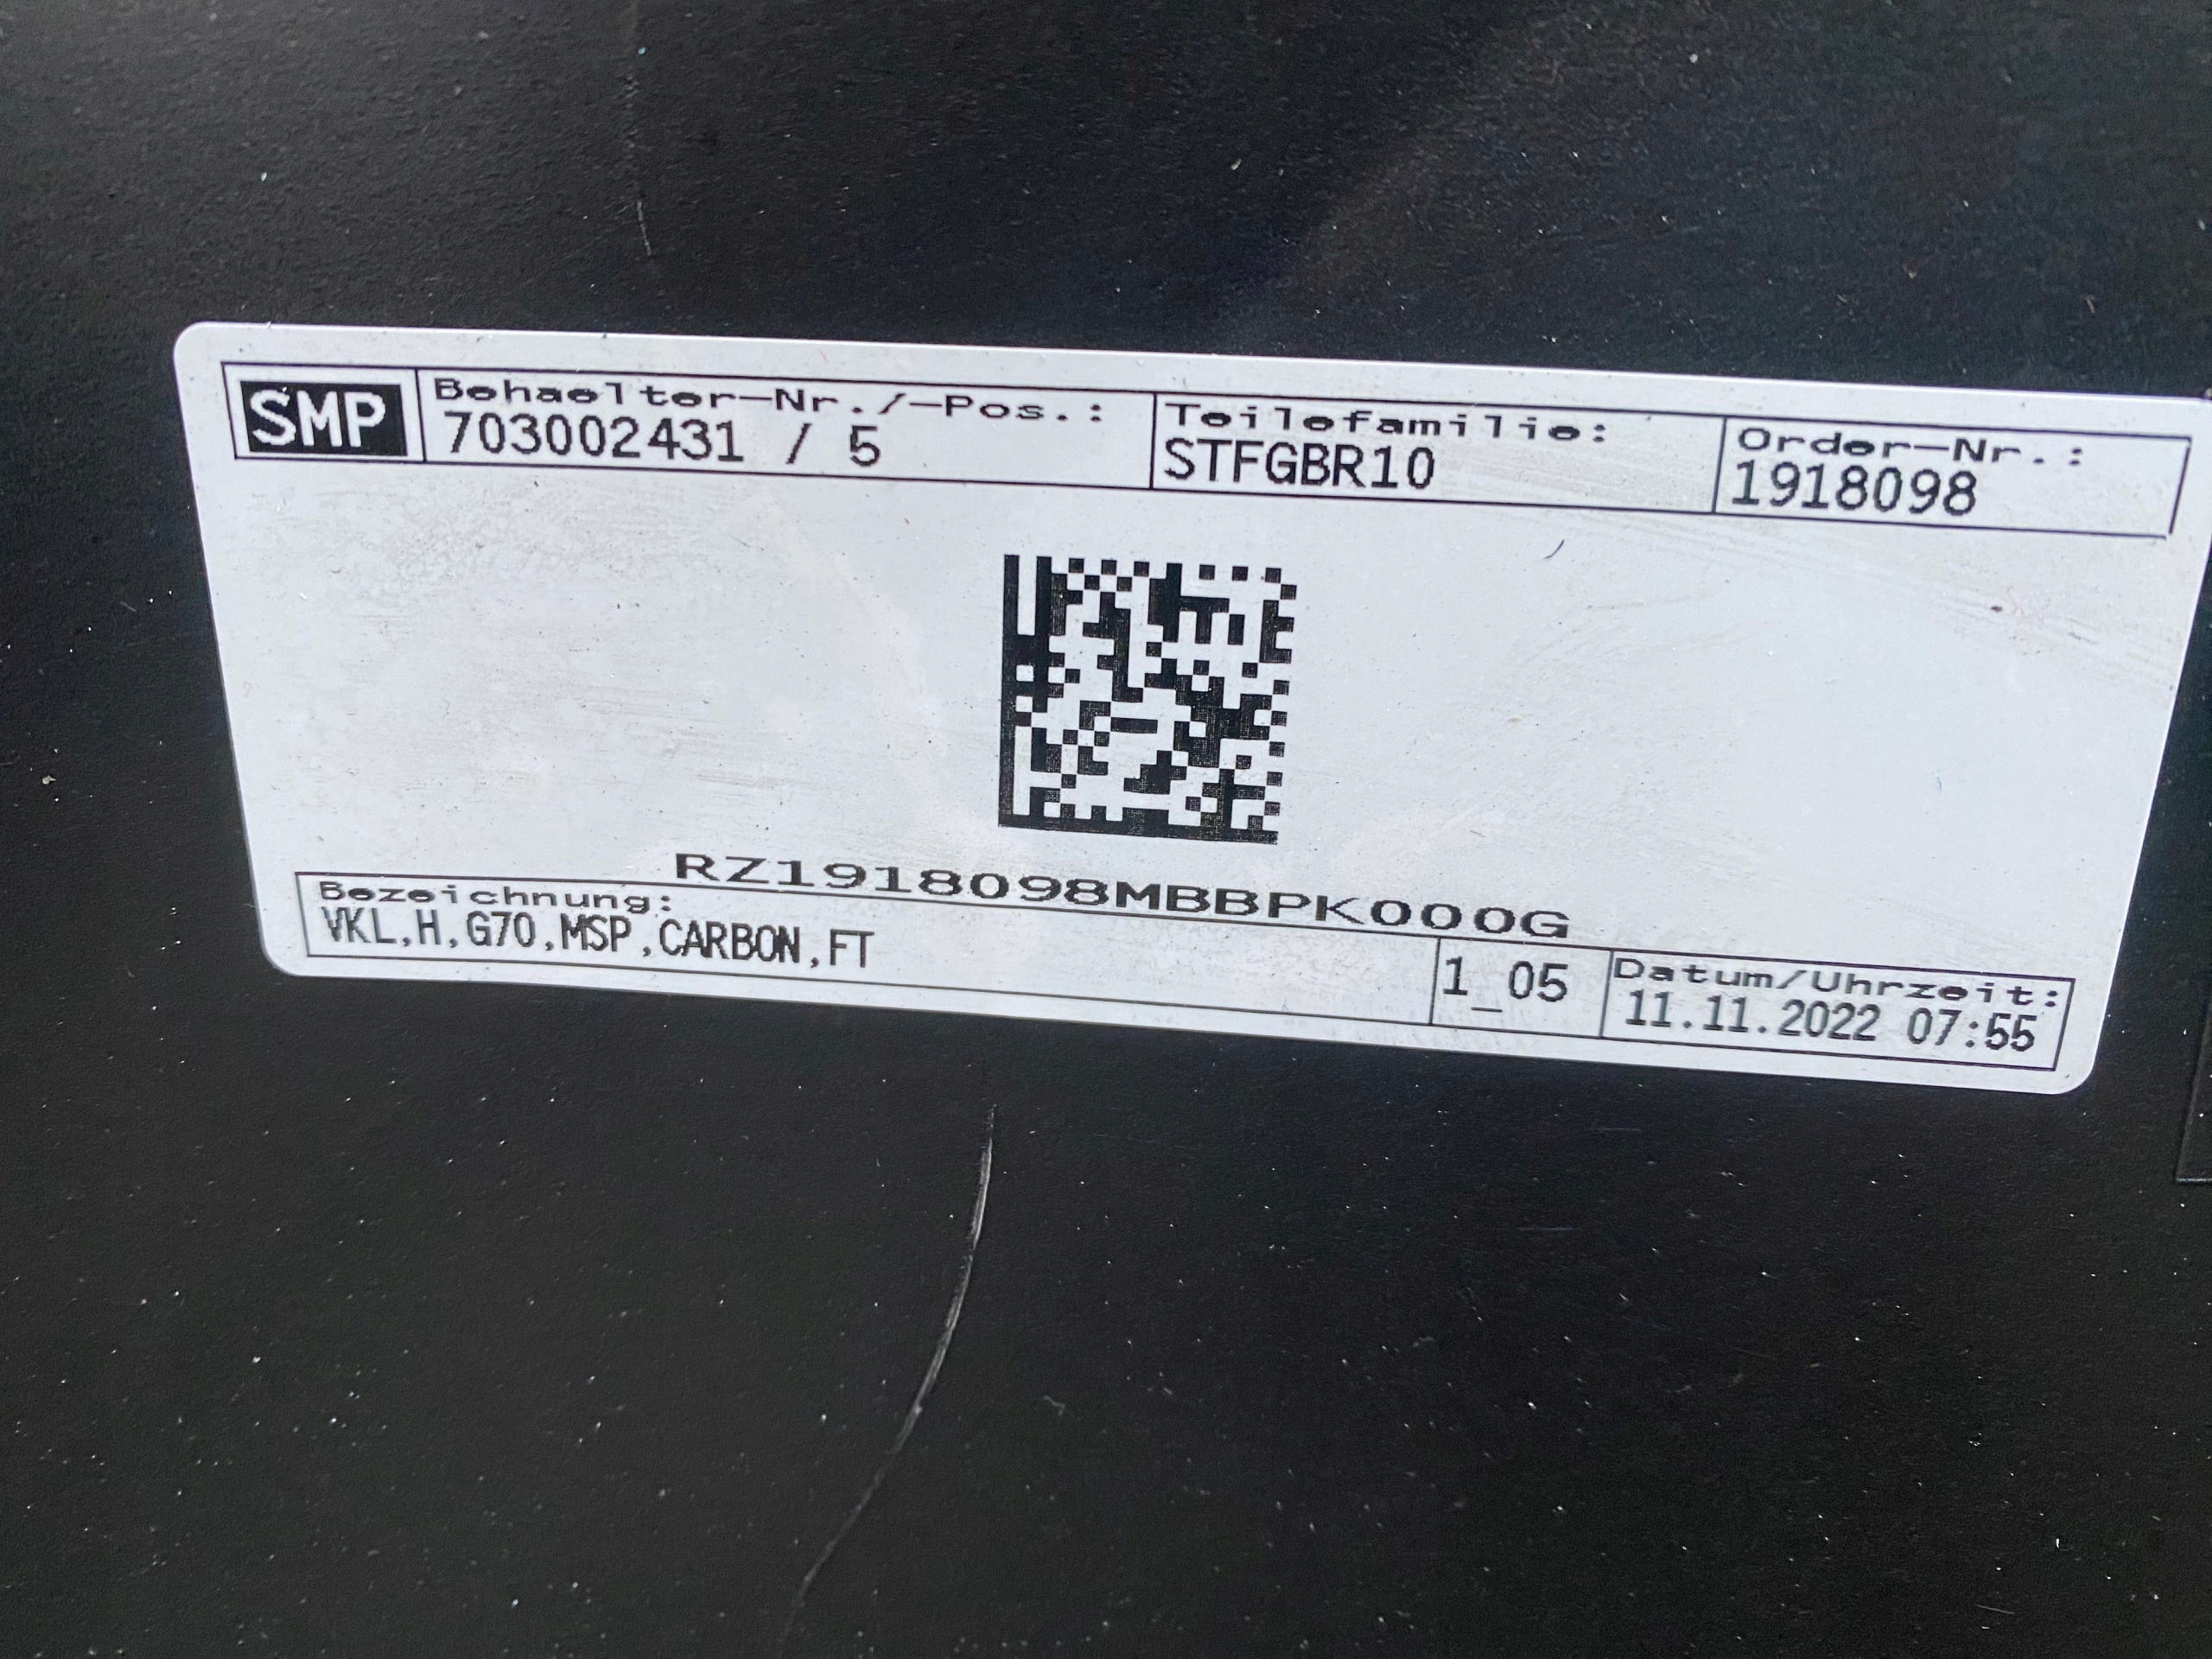 SMP
Behaelter-Nr./-Pos.:
703002431 / 5
Teilefamilie:
STFGBR10
Order-Nr.:
1918098
RZ1918098MBBPK000G
Bezeichnung:
VKL,H,G70,MSP,CARBON,FT
1_05
Datum/Uhrzeit:
11.11.2022 07:55